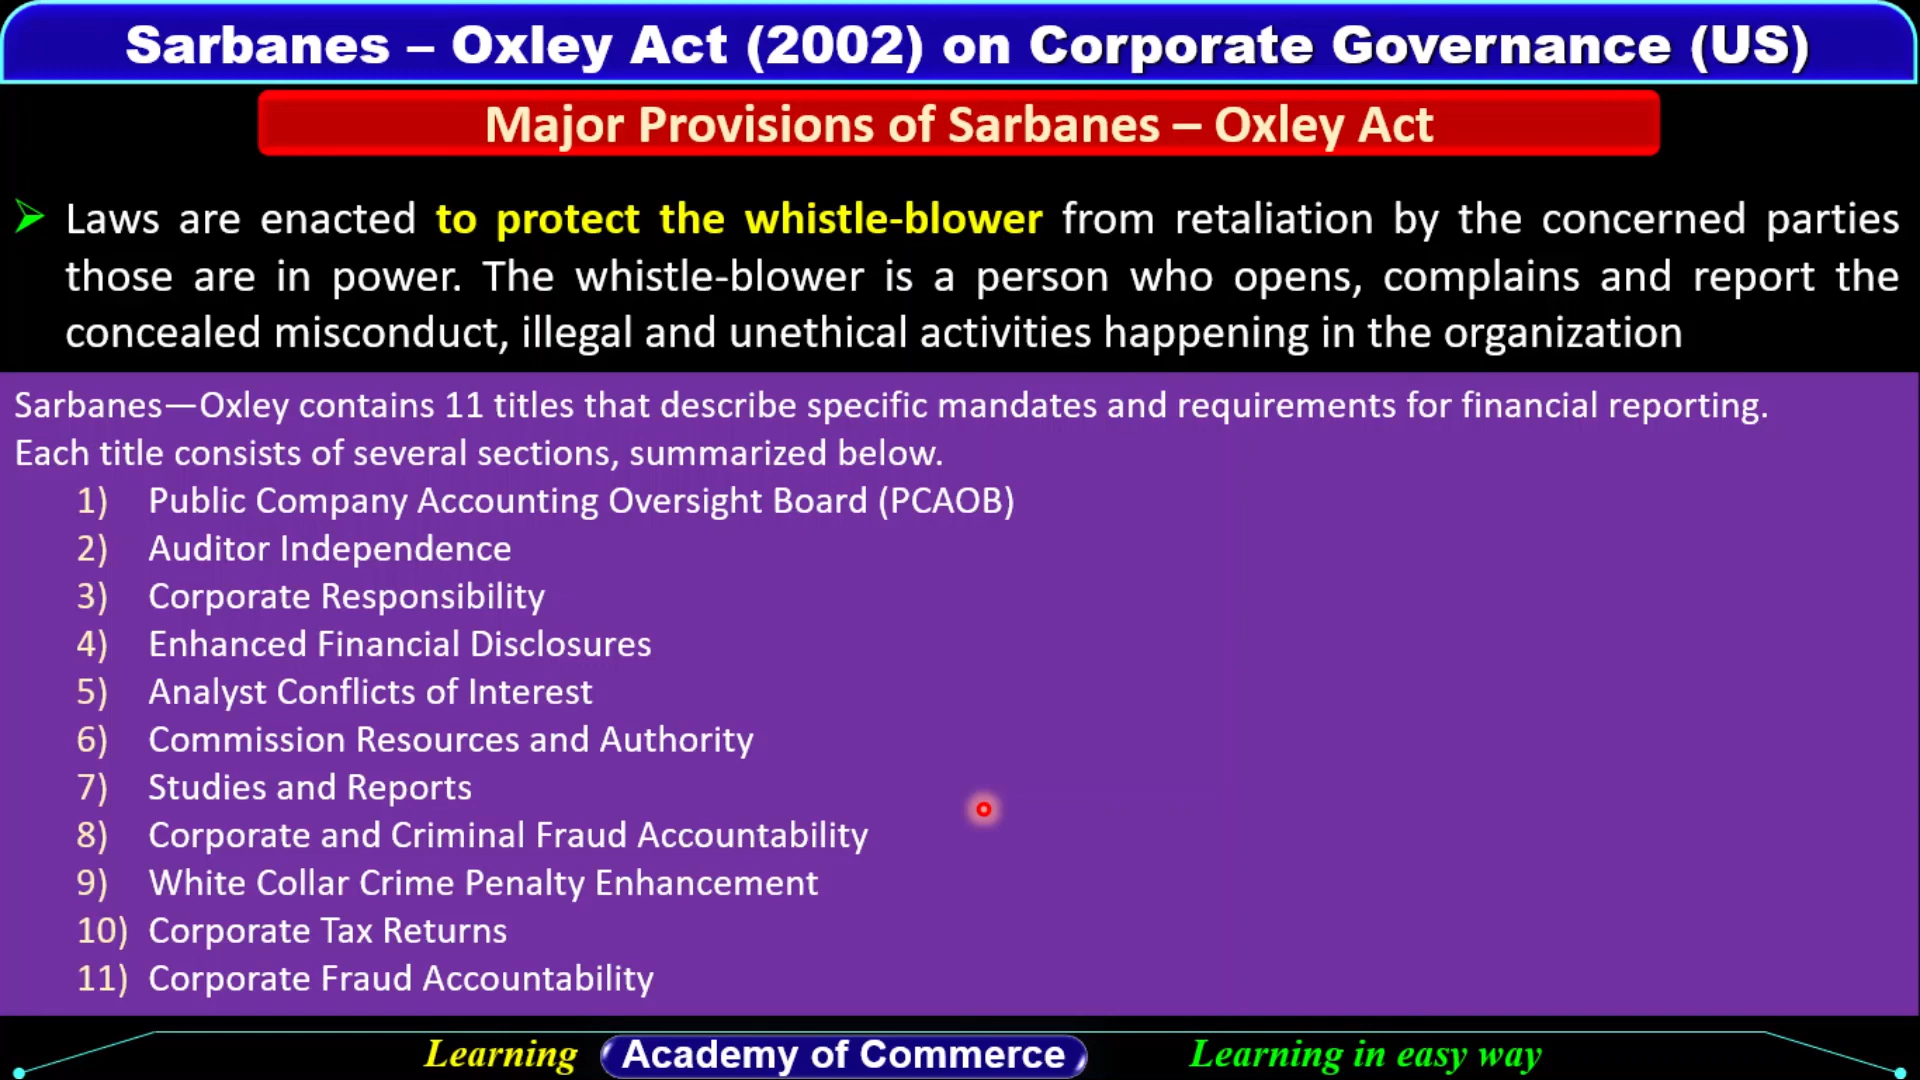 Sarbanes – Oxley Act (2002) on Corporate Governance (US)
Major Provisions of Sarbanes – Oxley Act
Laws are enacted to protect the whistle-blower from retaliation by the concerned parties
those are in power. The whistle-blower is a person who opens, complains and report the
concealed misconduct, illegal and unethical activities happening in the organization
Sarbanes—Oxley contains 11 titles that describe specific mandates and requirements for financial reporting.
Each title consists of several sections, summarized below.
1) Public Company Accounting Oversight Board (PCAOB)
2) Auditor Independence
3) Corporate Responsibility
4) Enhanced Financial Disclosures
5) Analyst Conflicts of Interest
6) Commission Resources and Authority
7) Studies and Reports
8) Corporate and Criminal Fraud Accountability
9) White Collar Crime Penalty Enhancement
10) Corporate Tax Returns
11) Corporate Fraud Accountability
Learning Academy of Commerce Learning in easy way